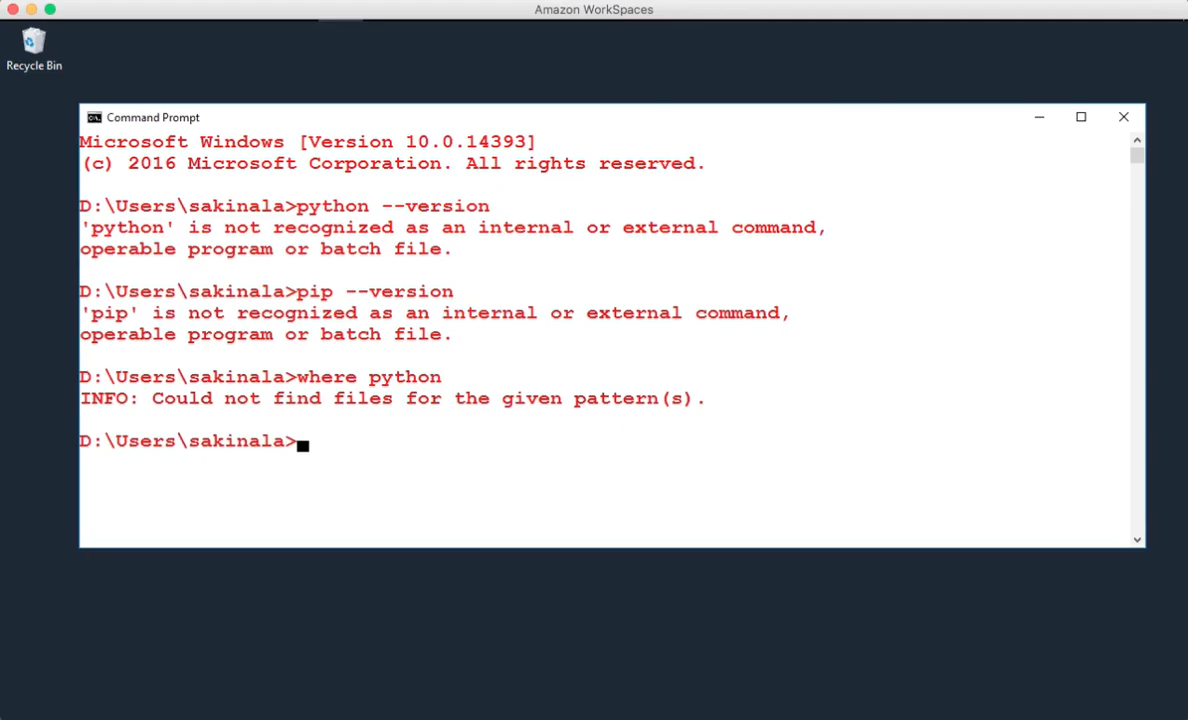 Amazon WorkSpaces
Recycle Bin
Command Prompt
Microsoft Windows [Version 10.0.14393]
(c) 2016 Microsoft Corporation. All rights reserved.
D:\Users\sakinala>python --version
'python' is not recognized as an internal or external command,
operable program or batch file.
D:\Users\sakinala>pip --version
'pip' is not recognized as an internal or external command,
operable program or batch file.
D:\Users\sakinala>where python
INFO: Could not find files for the given pattern(s).
D:\Users\sakinala>